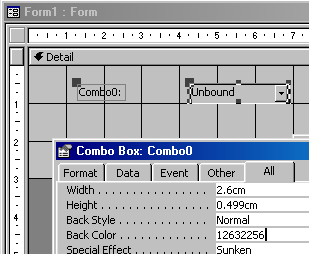 Form1 : Form
1 2 3 4 5 6 7
Detail
Combo0: Unbound
1
2
3
4
5
Combo Box: Combo0
Format Data Event Other All
Width . . . . . . . . . . . . . . . . 2.6cm
Height . . . . . . . . . . . . . . . 0.499cm
Back Style . . . . . . . . . . . . Normal
Back Color . . . . . . . . . . . . 12632256
Special Effect . . . . . . . . . Sunken